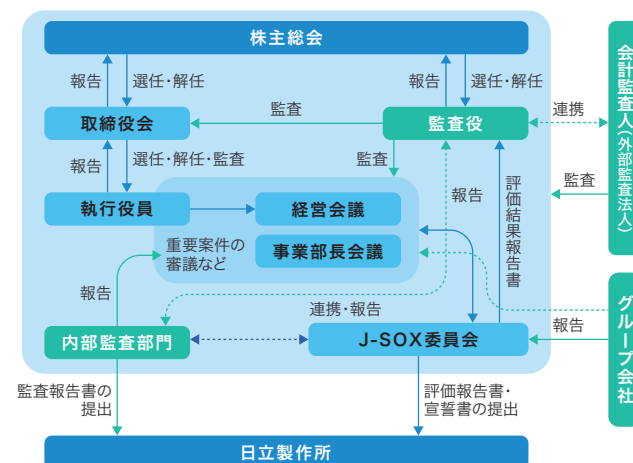 株主総会
報告
選任・解任
報告
選任・解任
取締役会
監査
監査役
連携
会計監査人(外部監査法人)
報告
選任・解任・監査
監査
報告
評価結果報告書
監査
執行役員
経営会議
事業部長会議
重要案件の
審議など
報告
連携・報告
内部監査部門
J-SOX委員会
報告
グループ会社
監査報告書の
提出
評価報告書・
宣誓書の提出
日立製作所